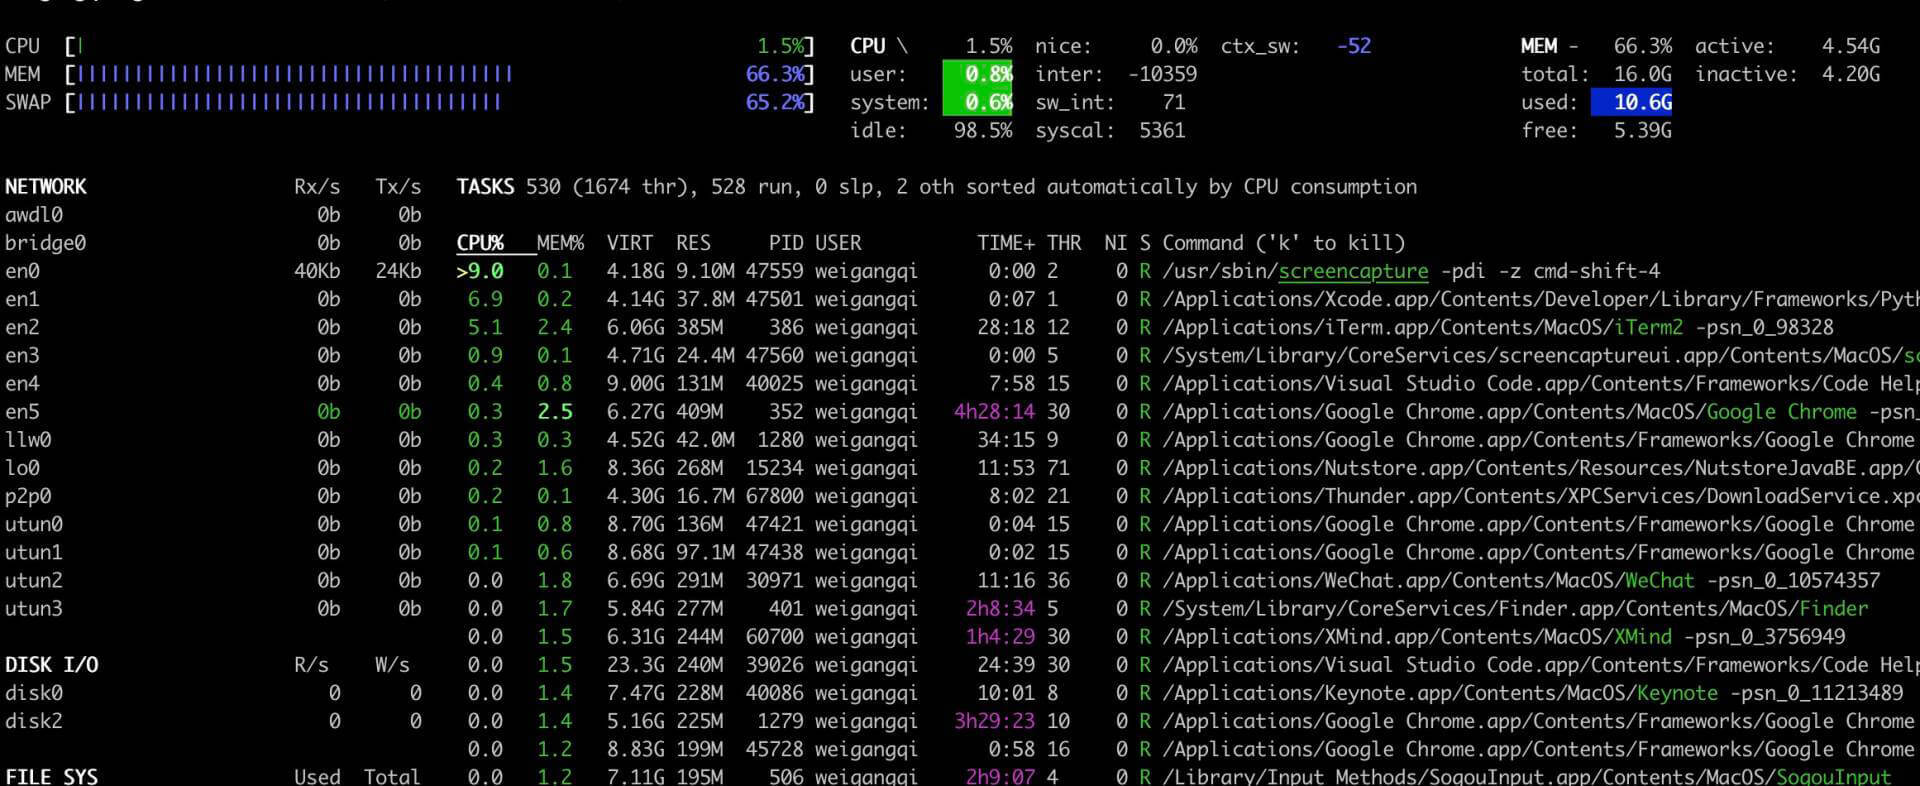 CPU [| 1.5%] CPU \ 1.5% nice: 0.0% ctx_sw: -52 MEM - 66.3% active: 4.54G
MEM [||||||||||||||||||||||||||||||||||||||| 66.3%] user: 0.8% inter: -10359 total: 16.0G inactive: 4.20G
SWAP [|||||||||||||||||||||||||||||||||||||| 65.2%] system: 0.6% sw_int: 71 used: 10.6G
idle: 98.5% syscal: 5361 free: 5.39G
NETWORK Rx/s Tx/s TASKS 530 (1674 thr), 528 run, 0 slp, 2 oth sorted automatically by CPU consumption
awdl0 0b 0b
bridge0 0b 0b CPU% MEM% VIRT RES PID USER TIME+ THR NI S Command ('k' to kill)
en0 40Kb 24Kb >9.0 0.1 4.18G 9.10M 47559 weigangqi 0:00 2 0 R /usr/sbin/screencapture -pdi -z cmd-shift-4
en1 0b 0b 6.9 0.2 4.14G 37.8M 47501 weigangqi 0:07 1 0 R /Applications/Xcode.app/Contents/Developer/Library/Frameworks/Pyth
en2 0b 0b 5.1 2.4 6.06G 385M 386 weigangqi 28:18 12 0 R /Applications/iTerm.app/Contents/MacOS/iTerm2 -psn_0_98328
en3 0b 0b 0.9 0.1 4.71G 24.4M 47560 weigangqi 0:00 5 0 R /System/Library/CoreServices/screencaptureui.app/Contents/MacOS/sc
en4 0b 0b 0.4 0.8 9.00G 131M 40025 weigangqi 7:58 15 0 R /Applications/Visual Studio Code.app/Contents/Frameworks/Code Help
en5 0b 0b 0.3 2.5 6.27G 409M 352 weigangqi 4h28:14 30 0 R /Applications/Google Chrome.app/Contents/MacOS/Google Chrome -psn_
llw0 0b 0b 0.3 0.3 4.52G 42.0M 1280 weigangqi 34:15 9 0 R /Applications/Google Chrome.app/Contents/Frameworks/Google Chrome
lo0 0b 0b 0.2 1.6 8.36G 268M 15234 weigangqi 11:53 71 0 R /Applications/Nutstore.app/Contents/Resources/NutstoreJavaBE.app/C
p2p0 0b 0b 0.2 0.1 4.30G 16.7M 67800 weigangqi 8:02 21 0 R /Applications/Thunder.app/Contents/XPCServices/DownloadService.xpc
utun0 0b 0b 0.1 0.8 8.70G 136M 47421 weigangqi 0:04 15 0 R /Applications/Google Chrome.app/Contents/Frameworks/Google Chrome
utun1 0b 0b 0.1 0.6 8.68G 97.1M 47438 weigangqi 0:02 15 0 R /Applications/Google Chrome.app/Contents/Frameworks/Google Chrome
utun2 0b 0b 0.0 1.8 6.69G 291M 30971 weigangqi 11:16 36 0 R /Applications/WeChat.app/Contents/MacOS/WeChat -psn_0_10574357
utun3 0b 0b 0.0 1.7 5.84G 277M 401 weigangqi 2h8:34 5 0 R /System/Library/CoreServices/Finder.app/Contents/MacOS/Finder
0.0 1.5 6.31G 244M 60700 weigangqi 1h4:29 30 0 R /Applications/XMind.app/Contents/MacOS/XMind -psn_0_3756949
DISK I/O R/s W/s 0.0 1.5 23.3G 240M 39026 weigangqi 24:39 30 0 R /Applications/Visual Studio Code.app/Contents/Frameworks/Code Help
disk0 0 0 0.0 1.4 7.47G 228M 40086 weigangqi 10:01 8 0 R /Applications/Keynote.app/Contents/MacOS/Keynote -psn_0_11213489
disk2 0 0 0.0 1.4 5.16G 225M 1279 weigangqi 3h29:23 10 0 R /Applications/Google Chrome.app/Contents/Frameworks/Google Chrome
0.0 1.2 8.83G 199M 45728 weigangqi 0:58 16 0 R /Applications/Google Chrome.app/Contents/Frameworks/Google Chrome
FILE SYS Used Total 0.0 1.2 7.11G 195M 506 weigangqi 2h9:07 4 0 R /Library/Input Methods/SogouInput.app/Contents/MacOS/SogouInput